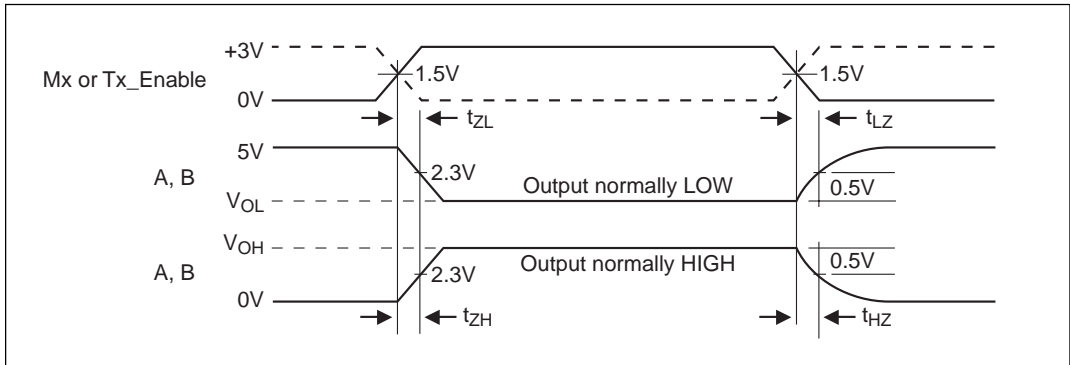 +3V
Mx or Tx_Enable
1.5V
1.5V
0V
tZL
tLZ
5V
A, B
2.3V
Output normally LOW
0.5V
VOL
VOH
A, B
2.3V
Output normally HIGH
0.5V
0V
tZH
tHZ